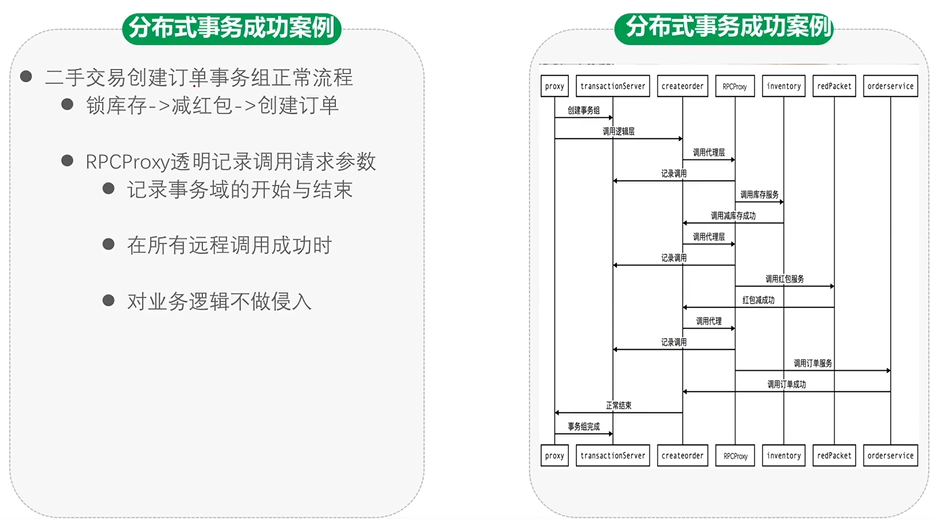 分布式事务成功案例
二手交易创建订单事务组正常流程
锁库存->减红包->创建订单
RPCProxy透明记录调用请求参数
记录事务域的开始与结束
在所有远程调用成功时
对业务逻辑不做侵入
分布式事务成功案例
proxy transactionServer createorder RPCProxy inventory redPacket orderservice
创建事务组
调用逻辑层
调用代理层
记录调用
调用库存服务
调用减库存成功
调用代理层
记录调用
调用红包服务
红包减成功
调用代理
记录调用
调用订单服务
调用订单成功
正常结束
事务组完成
proxy transactionServer createorder RPCProxy inventory redPacket orderservice